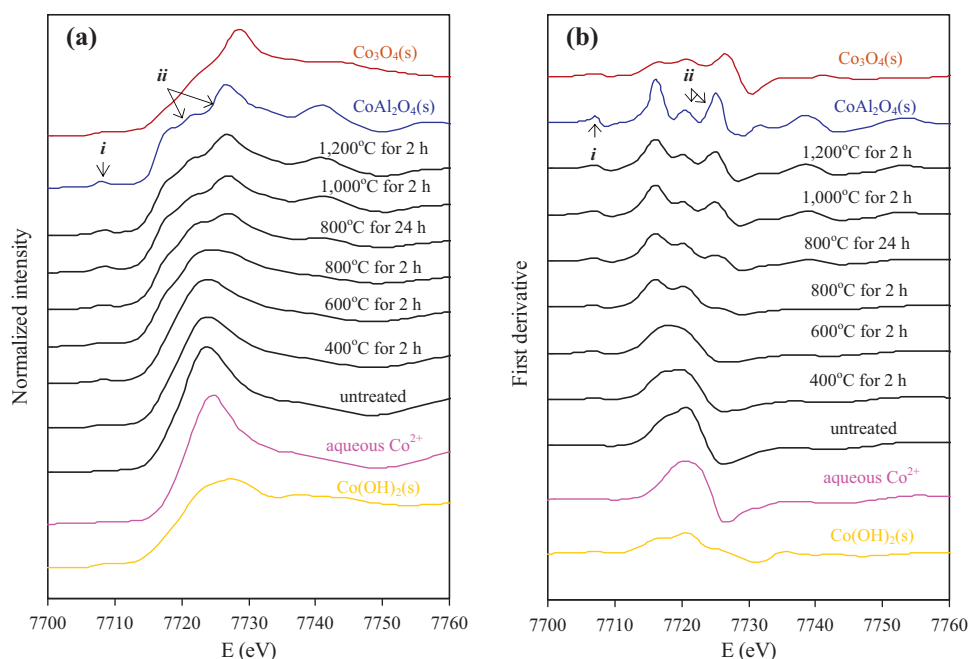 (a)
Co₃O₄(s)
ii
CoAl₂O₄(s)
i
1,200°C for 2 h
1,000°C for 2 h
800°C for 24 h
800°C for 2 h
600°C for 2 h
400°C for 2 h
untreated
aqueous Co²⁺
Co(OH)₂(s)
Normalized intensity
7700 7710 7720 7730 7740 7750 7760
E (eV)
(b)
Co₃O₄(s)
ii
CoAl₂O₄(s)
i
1,200°C for 2 h
1,000°C for 2 h
800°C for 24 h
800°C for 2 h
600°C for 2 h
400°C for 2 h
untreated
aqueous Co²⁺
Co(OH)₂(s)
First derivative
7700 7710 7720 7730 7740 7750 7760
E (eV)